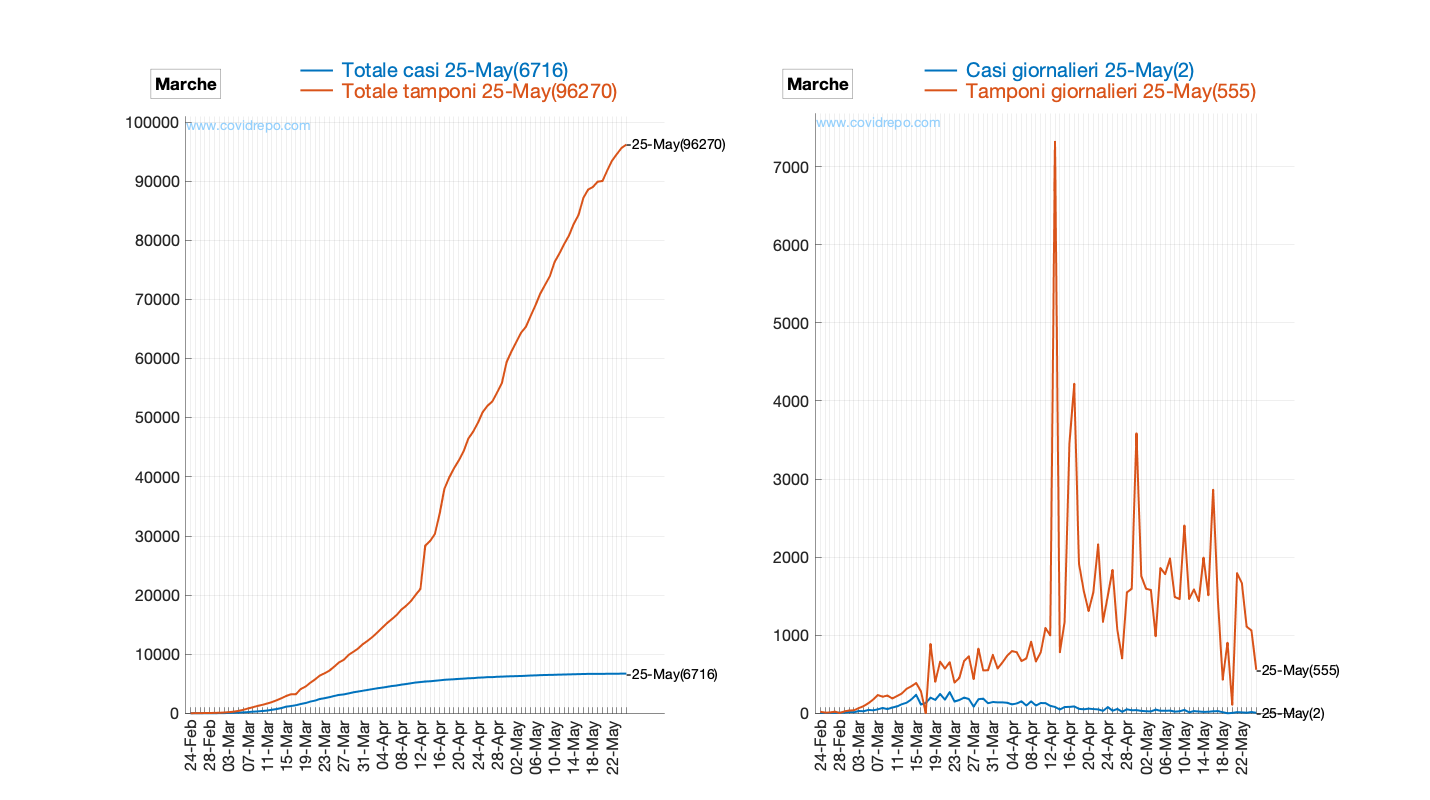 Marche
Totale casi 25-May(6716)
Totale tamponi 25-May(96270)
www.covidrepo.com
100000
90000
80000
70000
60000
50000
40000
30000
20000
10000
0
25-May(96270)
25-May(6716)
24-Feb
28-Feb
03-Mar
07-Mar
11-Mar
15-Mar
19-Mar
23-Mar
27-Mar
31-Mar
04-Apr
08-Apr
12-Apr
16-Apr
20-Apr
24-Apr
28-Apr
02-May
06-May
10-May
14-May
18-May
22-May
Marche
Casi giornalieri 25-May(2)
Tamponi giornalieri 25-May(555)
www.covidrepo.com
7000
6000
5000
4000
3000
2000
1000
0
25-May(555)
25-May(2)
24-Feb
28-Feb
03-Mar
07-Mar
11-Mar
15-Mar
19-Mar
23-Mar
27-Mar
31-Mar
04-Apr
08-Apr
12-Apr
16-Apr
20-Apr
24-Apr
28-Apr
02-May
06-May
10-May
14-May
18-May
22-May